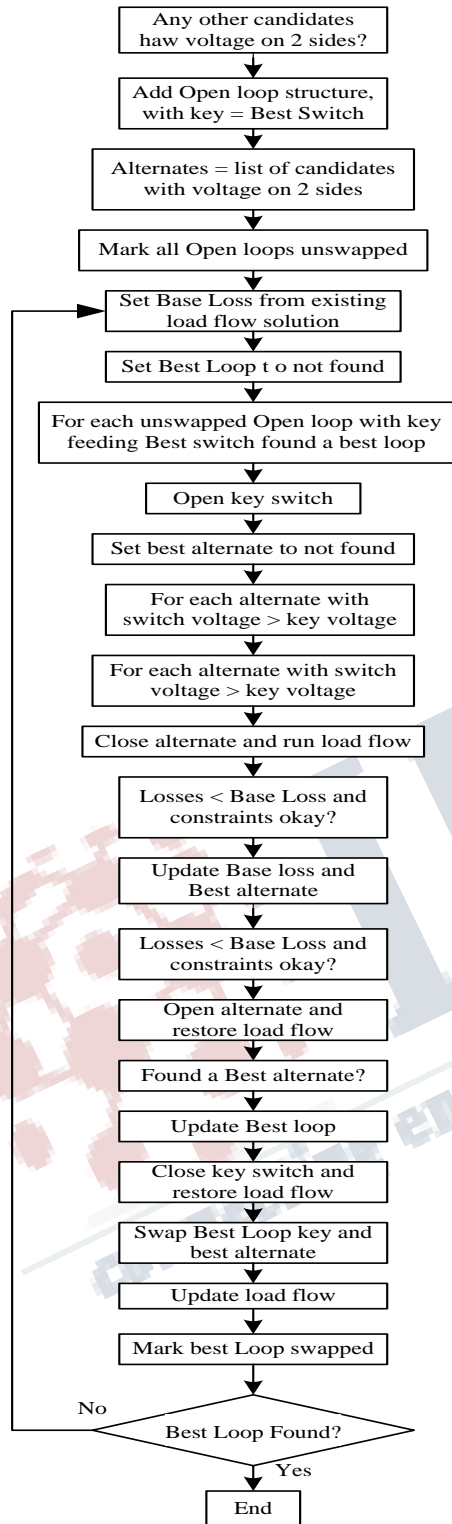 Any other candidates
haw voltage on 2 sides?
Add Open loop structure,
with key = Best Switch
Alternates = list of candidates
with voltage on 2 sides
Mark all Open loops unswapped
Set Base Loss from existing
load flow solution
Set Best Loop t o not found
For each unswapped Open loop with key
feeding Best switch found a best loop
Open key switch
Set best alternate to not found
For each alternate with
switch voltage > key voltage
For each alternate with switch
voltage > key voltage
Close alternate and run load flow
Losses < Base Loss and
constraints okay?
Update Base loss and
Best alternate
Losses < Base Loss and
constraints okay?
Open alternate and
restore load flow
Found a Best alternate?
Update Best loop
Close key switch and
restore load flow
Swap Best Loop key and
best alternate
Update load flow
Mark best Loop swapped
No
Best Loop Found?
Yes
End